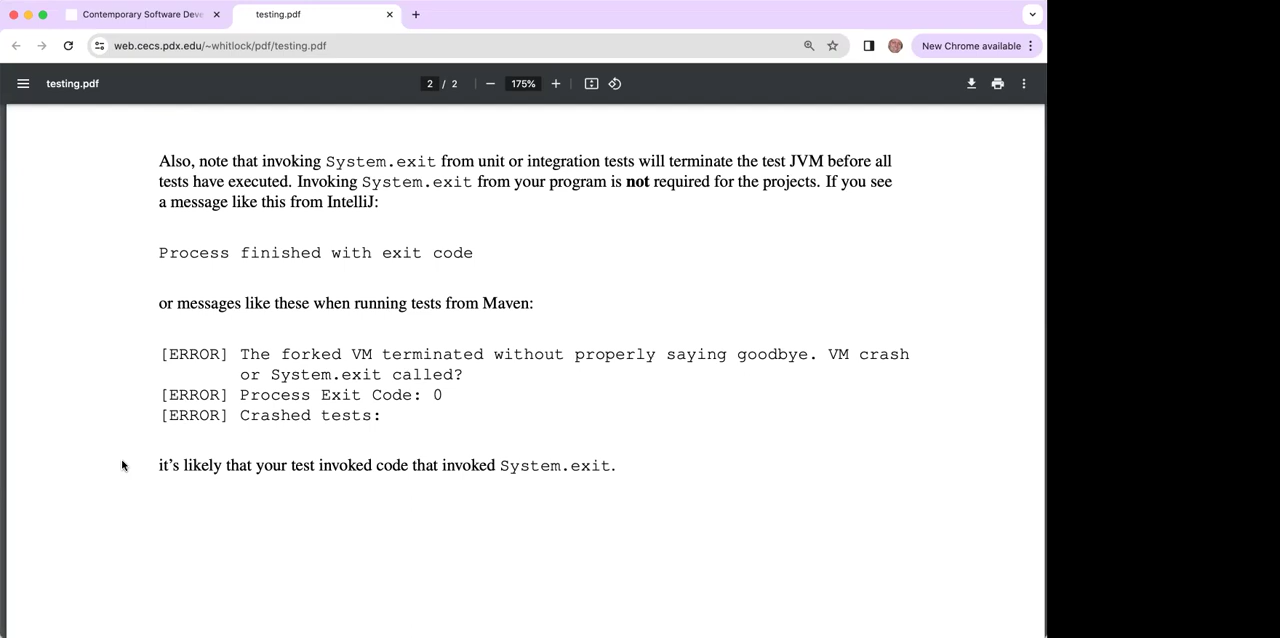 Contemporary Software Deve
testing.pdf
web.cecs.pdx.edu/~whitlock/pdf/testing.pdf
New Chrome available
testing.pdf
2 / 2
175%
Also, note that invoking System.exit from unit or integration tests will terminate the test JVM before all
tests have executed. Invoking System.exit from your program is not required for the projects. If you see
a message like this from IntelliJ:
Process finished with exit code
or messages like these when running tests from Maven:
[ERROR] The forked VM terminated without properly saying goodbye. VM crash
or System.exit called?
[ERROR] Process Exit Code: 0
[ERROR] Crashed tests:
it's likely that your test invoked code that invoked System.exit.